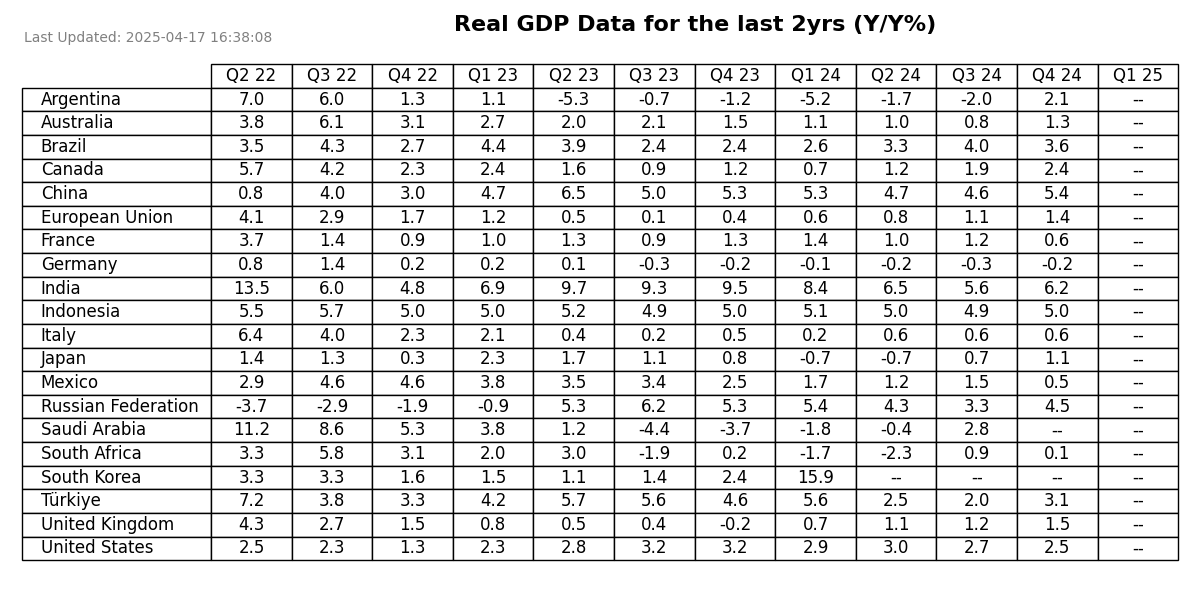 Real GDP Data for the last 2yrs (Y/Y%)
Last Updated: 2025-04-17 16:38:08
Q2 22 Q3 22 Q4 22 Q1 23 Q2 23 Q3 23 Q4 23 Q1 24 Q2 24 Q3 24 Q4 24 Q1 25
Argentina 7.0 6.0 1.3 1.1 -5.3 -0.7 -1.2 -5.2 -1.7 -2.0 2.1 --
Australia 3.8 6.1 3.1 2.7 2.0 2.1 1.5 1.1 1.0 0.8 1.3 --
Brazil 3.5 4.3 2.7 4.4 3.9 2.4 2.4 2.6 3.3 4.0 3.6 --
Canada 5.7 4.2 2.3 2.4 1.6 0.9 1.2 0.7 1.2 1.9 2.4 --
China 0.8 4.0 3.0 4.7 6.5 5.0 5.3 5.3 4.7 4.6 5.4 --
European Union 4.1 2.9 1.7 1.2 0.5 0.1 0.4 0.6 0.8 1.1 1.4 --
France 3.7 1.4 0.9 1.0 1.3 0.9 1.3 1.4 1.0 1.2 0.6 --
Germany 0.8 1.4 0.2 0.2 0.1 -0.3 -0.2 -0.1 -0.2 -0.3 -0.2 --
India 13.5 6.0 4.8 6.9 9.7 9.3 9.5 8.4 6.5 5.6 6.2 --
Indonesia 5.5 5.7 5.0 5.0 5.2 4.9 5.0 5.1 5.0 4.9 5.0 --
Italy 6.4 4.0 2.3 2.1 0.4 0.2 0.5 0.2 0.6 0.6 0.6 --
Japan 1.4 1.3 0.3 2.3 1.7 1.1 0.8 -0.7 -0.7 0.7 1.1 --
Mexico 2.9 4.6 4.6 3.8 3.5 3.4 2.5 1.7 1.2 1.5 0.5 --
Russian Federation -3.7 -2.9 -1.9 -0.9 5.3 6.2 5.3 5.4 4.3 3.3 4.5 --
Saudi Arabia 11.2 8.6 5.3 3.8 1.2 -4.4 -3.7 -1.8 -0.4 2.8 -- --
South Africa 3.3 5.8 3.1 2.0 3.0 -1.9 0.2 -1.7 -2.3 0.9 0.1 --
South Korea 3.3 3.3 1.6 1.5 1.1 1.4 2.4 15.9 -- -- -- --
Türkiye 7.2 3.8 3.3 4.2 5.7 5.6 4.6 5.6 2.5 2.0 3.1 --
United Kingdom 4.3 2.7 1.5 0.8 0.5 0.4 -0.2 0.7 1.1 1.2 1.5 --
United States 2.5 2.3 1.3 2.3 2.8 3.2 3.2 2.9 3.0 2.7 2.5 --